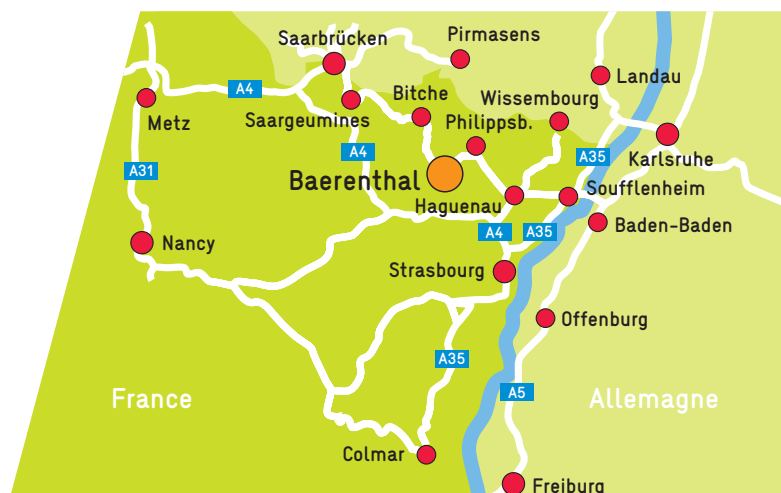 Pirmasens
Saarbrücken
Landau
A4
Bitche
Wissembourg
Metz
Saargeumines
Philippsb.
A4
A35
Karlsruhe
A31
Baerenthal
Soufflenheim
Haguenau
Baden-Baden
A4
A35
Nancy
Strasbourg
Offenburg
A35
A5
France
Allemagne
Colmar
Freiburg